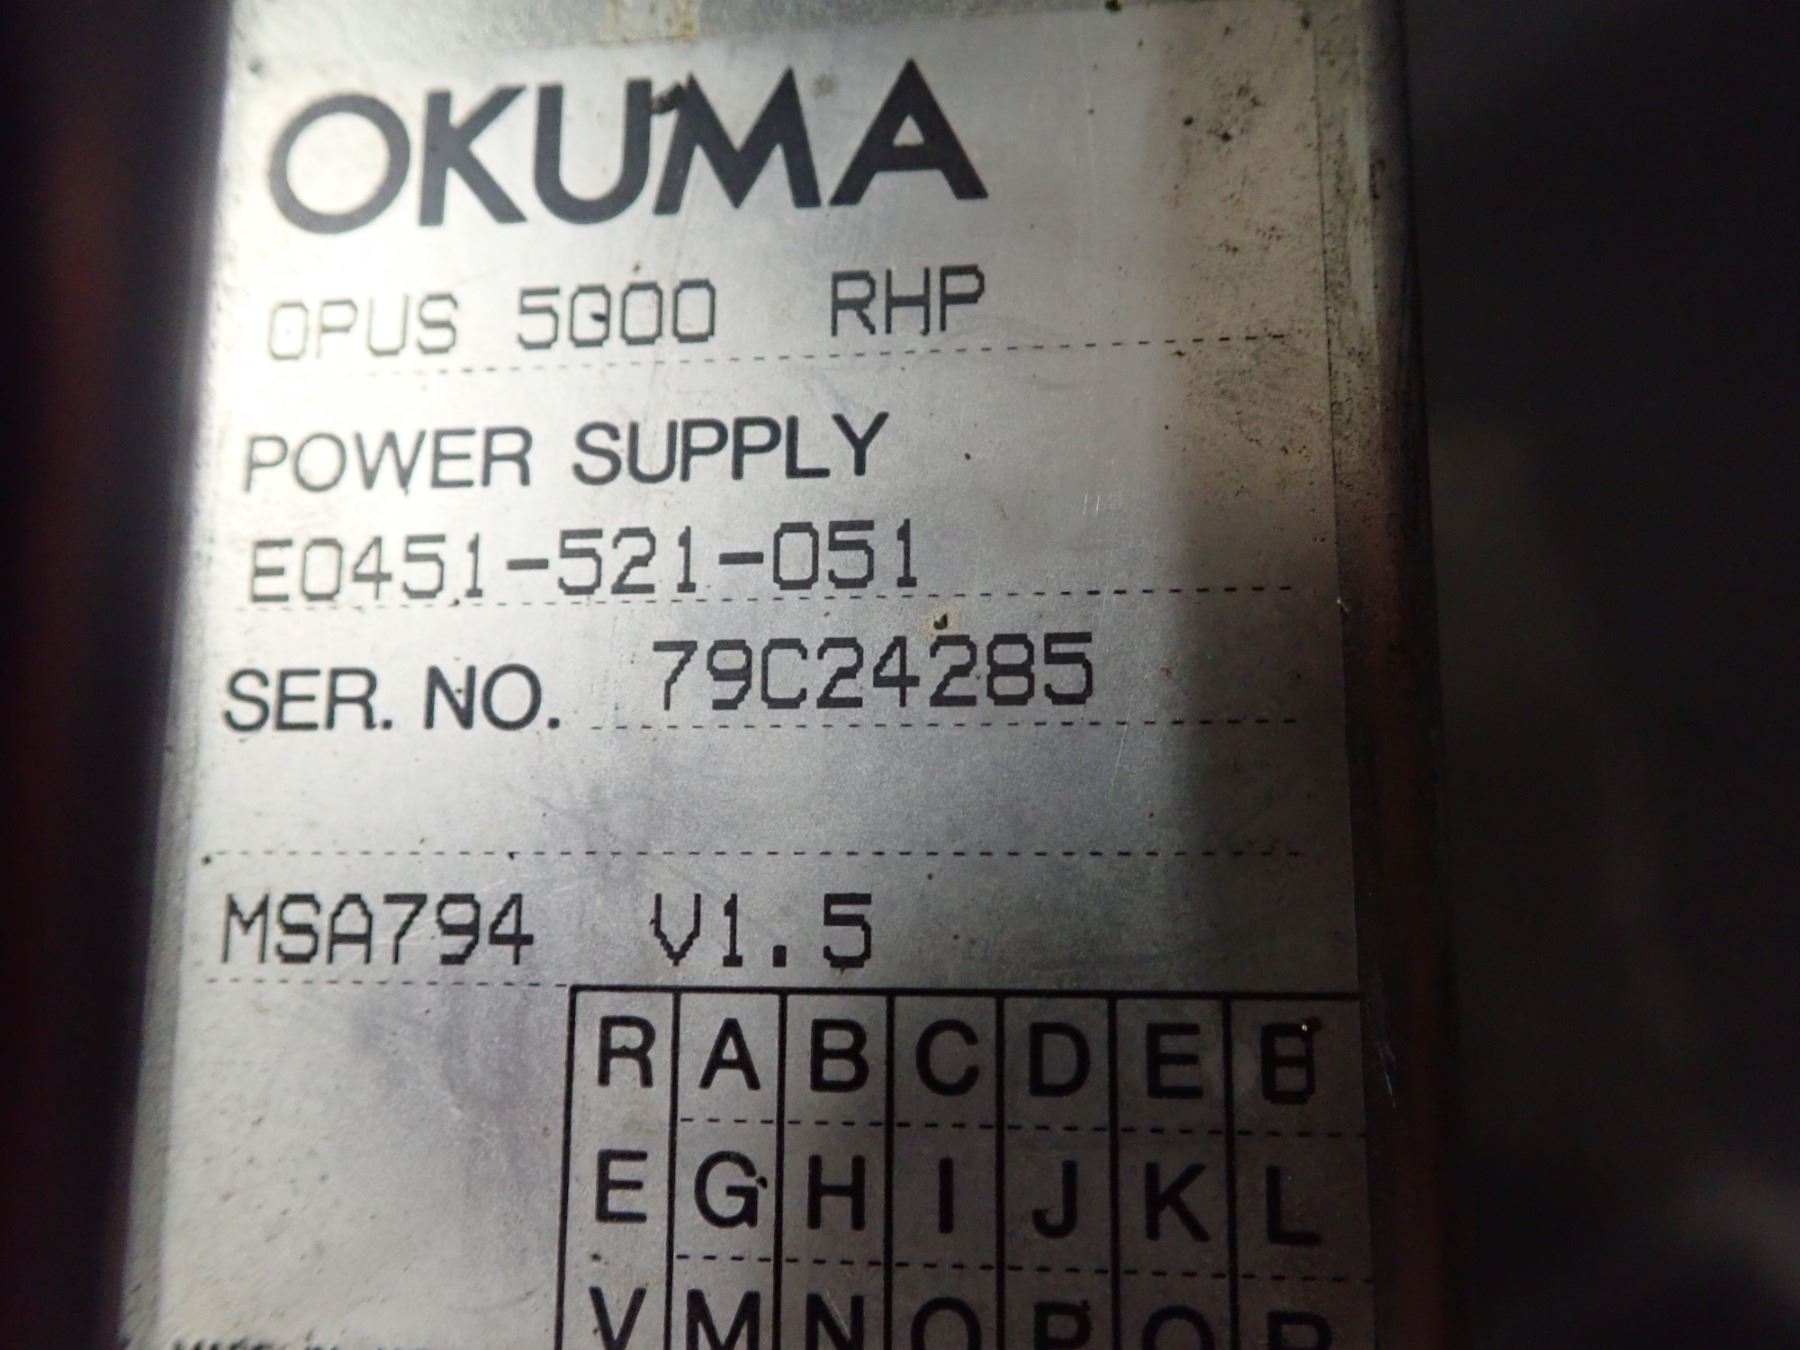 OKUMA
OPUS 5000 RHP
POWER SUPPLY
E0451-521-051
SER. NO. 79C24285
MSA794 V1.5
R A B C D E
E G H I J K L
V M N O P Q R